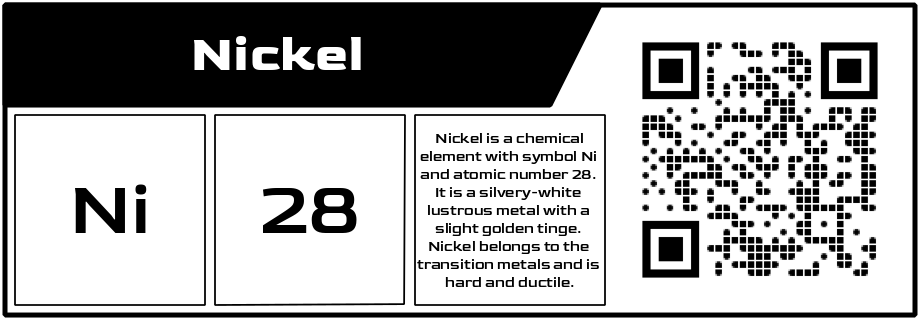 Nickel
Ni
28
Nickel is a chemical
element with symbol Ni
and atomic number 28.
It is a silvery-white
lustrous metal with a
slight golden tinge.
Nickel belongs to the
transition metals and is
hard and ductile.